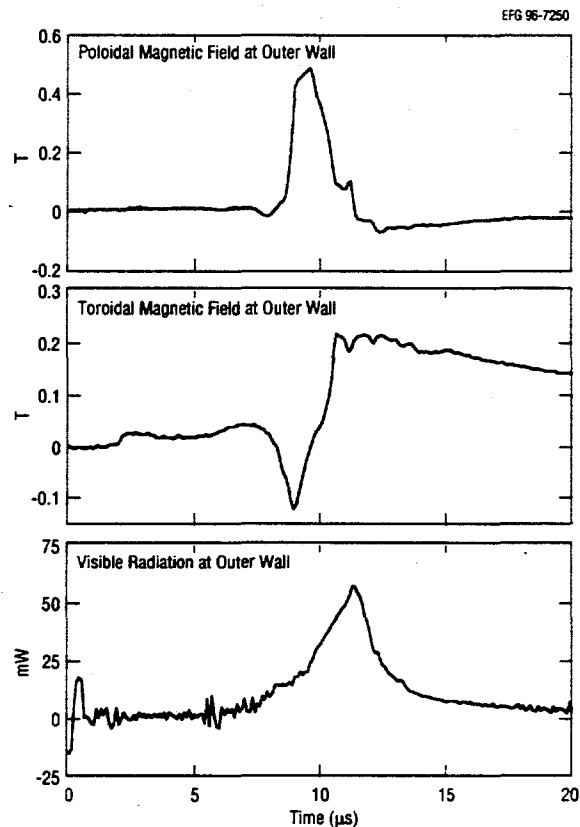 EFG 96-7250
0.6
Poloidal Magnetic Field at Outer Wall
0.4
T
0.2
0
-0.2
0.3
Toroidal Magnetic Field at Outer Wall
0.2
T
0.1
0
-0.1
75
Visible Radiation at Outer Wall
50
mW
25
0
-25
0 5 10 15 20
Time (μs)